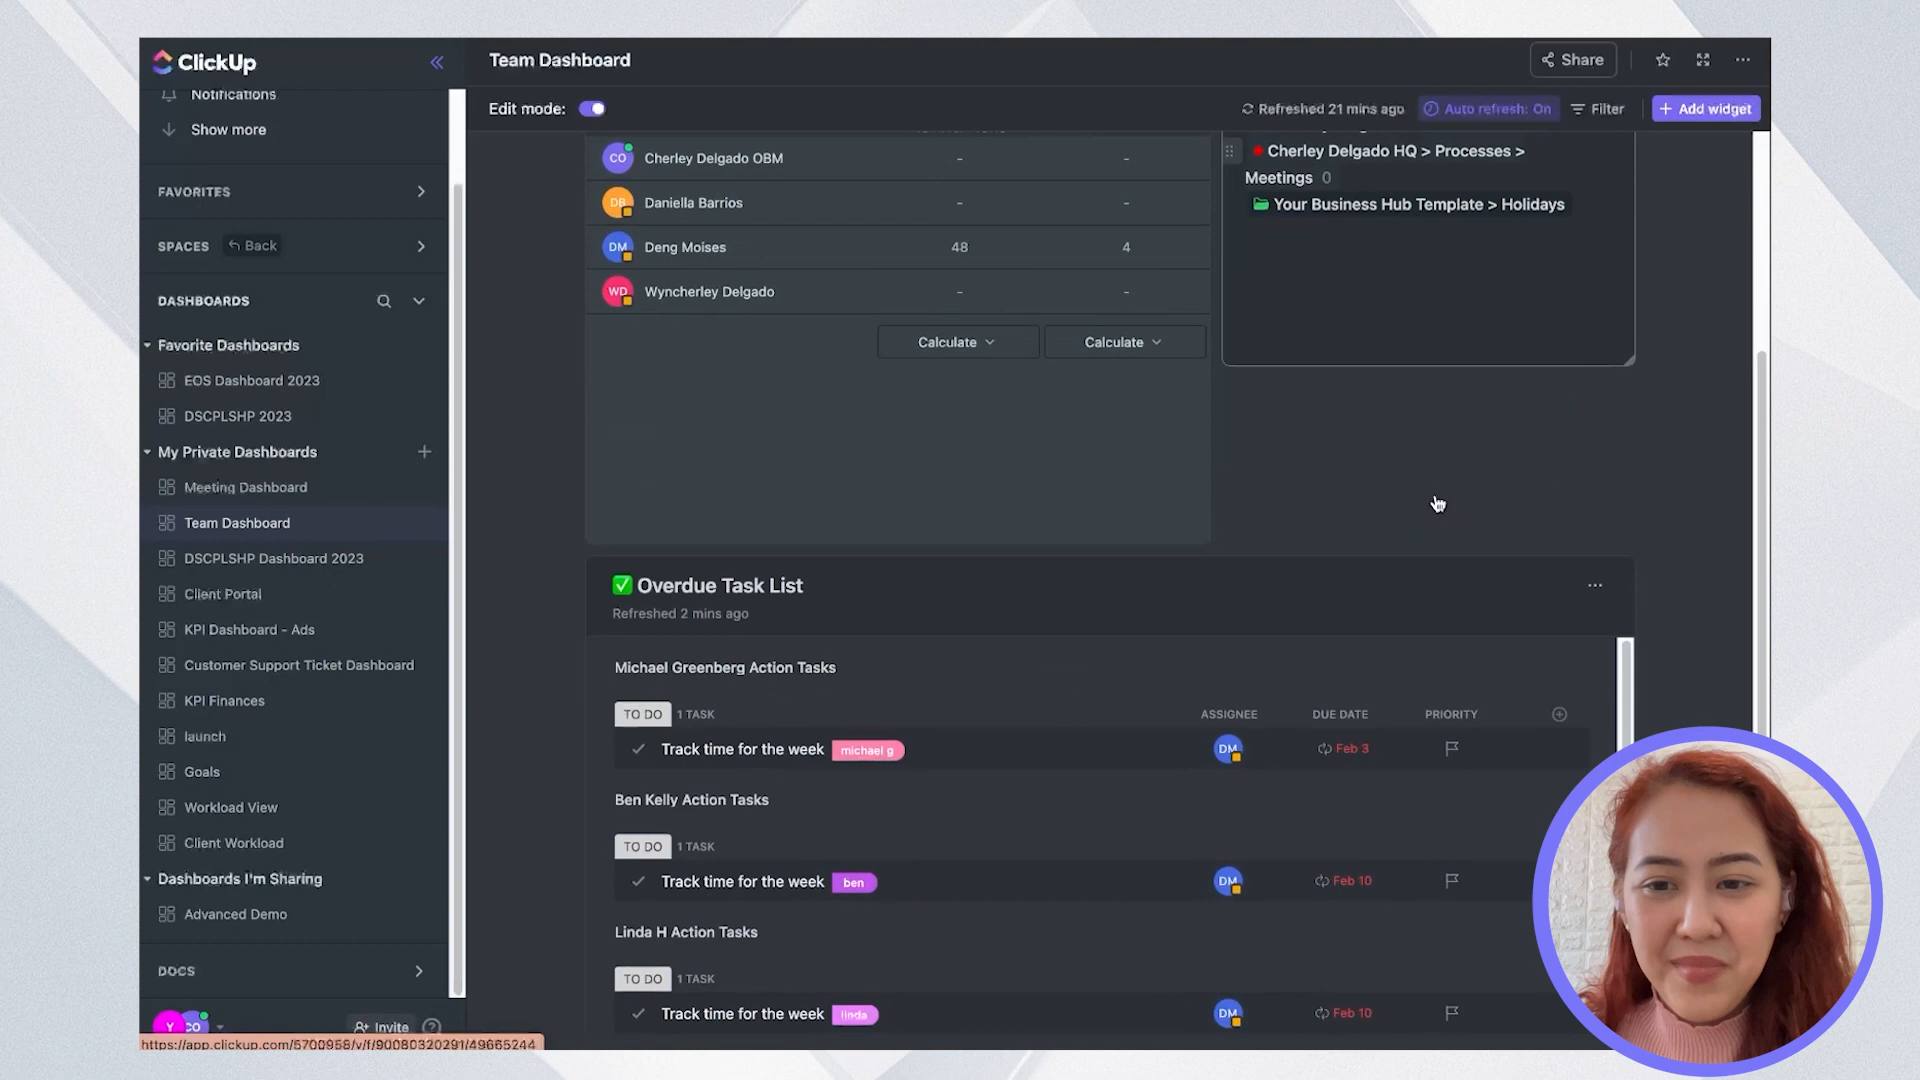 ClickUp
Notifications
Show more
FAVORITES
SPACES Back
DASHBOARDS
Favorite Dashboards
EOS Dashboard 2023
DSCPLSHP 2023
My Private Dashboards
Meeting Dashboard
Team Dashboard
DSCPLSHP Dashboard 2023
Client Portal
KPI Dashboard - Ads
Customer Support Ticket Dashboard
KPI Finances
launch
Goals
Workload View
Client Workload
Dashboards I'm Sharing
Advanced Demo
DOCS
Y CO Invite ?
https://app.clickup.com/5700958/v/f/90080320291/49665244
Team Dashboard
Share
Edit mode:
Refreshed 21 mins ago Auto refresh: On Filter + Add widget
CO Cherley Delgado OBM - -
DB Daniella Barrios - -
DM Deng Moises 48 4
WD Wyncherley Delgado - -
Calculate Calculate
Cherley Delgado HQ > Processes >
Meetings 0
Your Business Hub Template > Holidays
Overdue Task List
Refreshed 2 mins ago
Michael Greenberg Action Tasks
TO DO 1 TASK ASSIGNEE DUE DATE PRIORITY
Track time for the week michael g DM Feb 3
Ben Kelly Action Tasks
TO DO 1 TASK
Track time for the week ben DM Feb 10
Linda H Action Tasks
TO DO 1 TASK
Track time for the week linda DM Feb 10